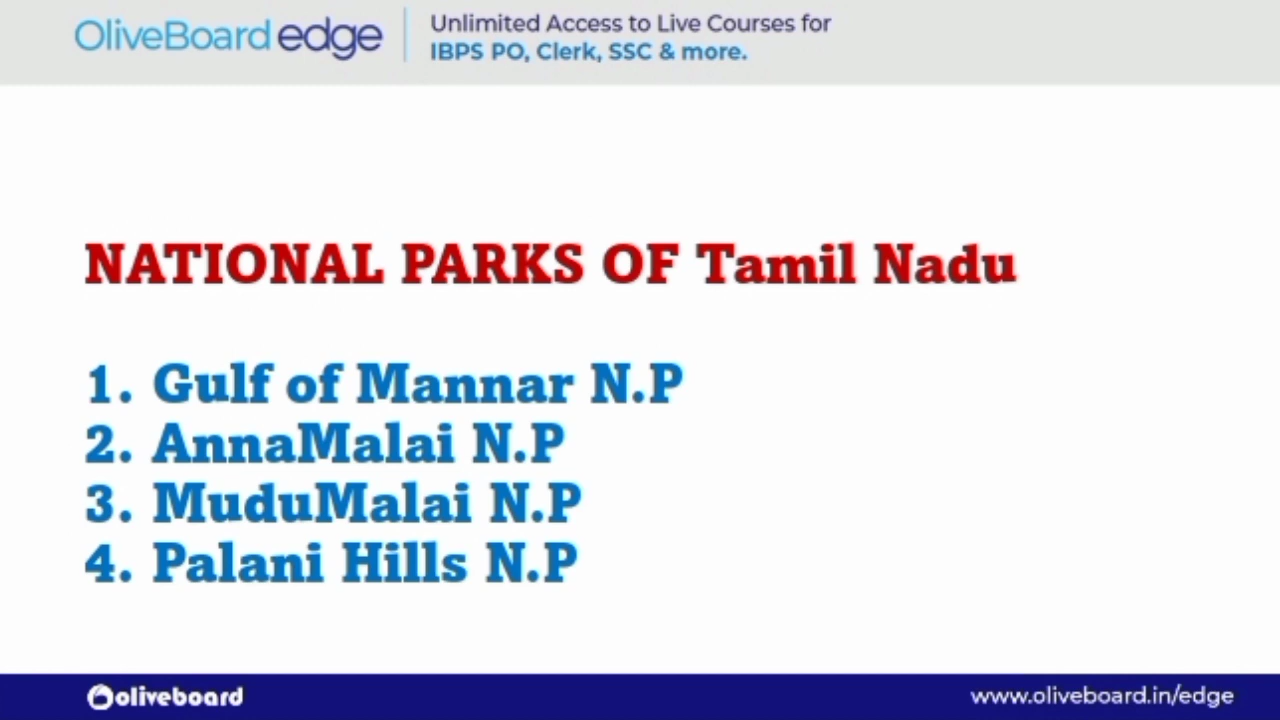 OliveBoard edge
Unlimited Access to Live Courses for
IBPS PO, Clerk, SSC & more.
NATIONAL PARKS OF Tamil Nadu
1. Gulf of Mannar N.P
2. AnnaMalai N.P
3. MuduMalai N.P
4. Palani Hills N.P
oliveboard
www.oliveboard.in/edge